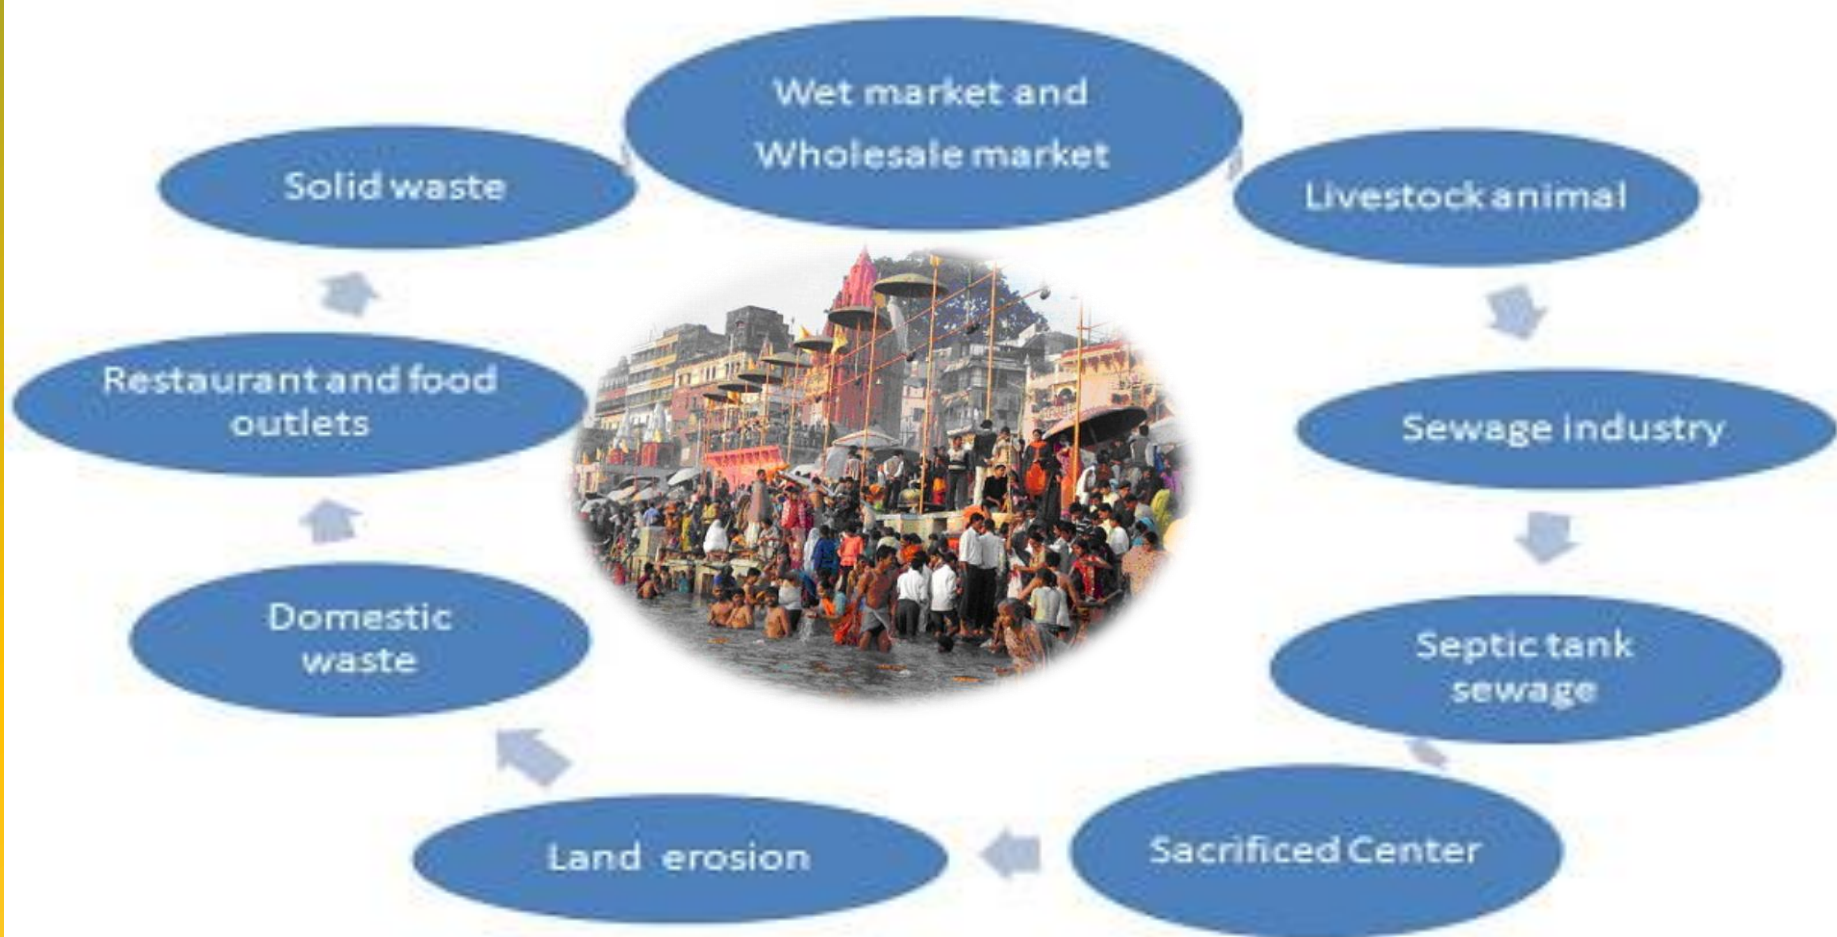 Wet market and
Wholesale market
Livestock animal
Sewage industry
Septic tank
sewage
Sacrificed Center
Land erosion
Domestic
waste
Restaurant and food
outlets
Solid waste